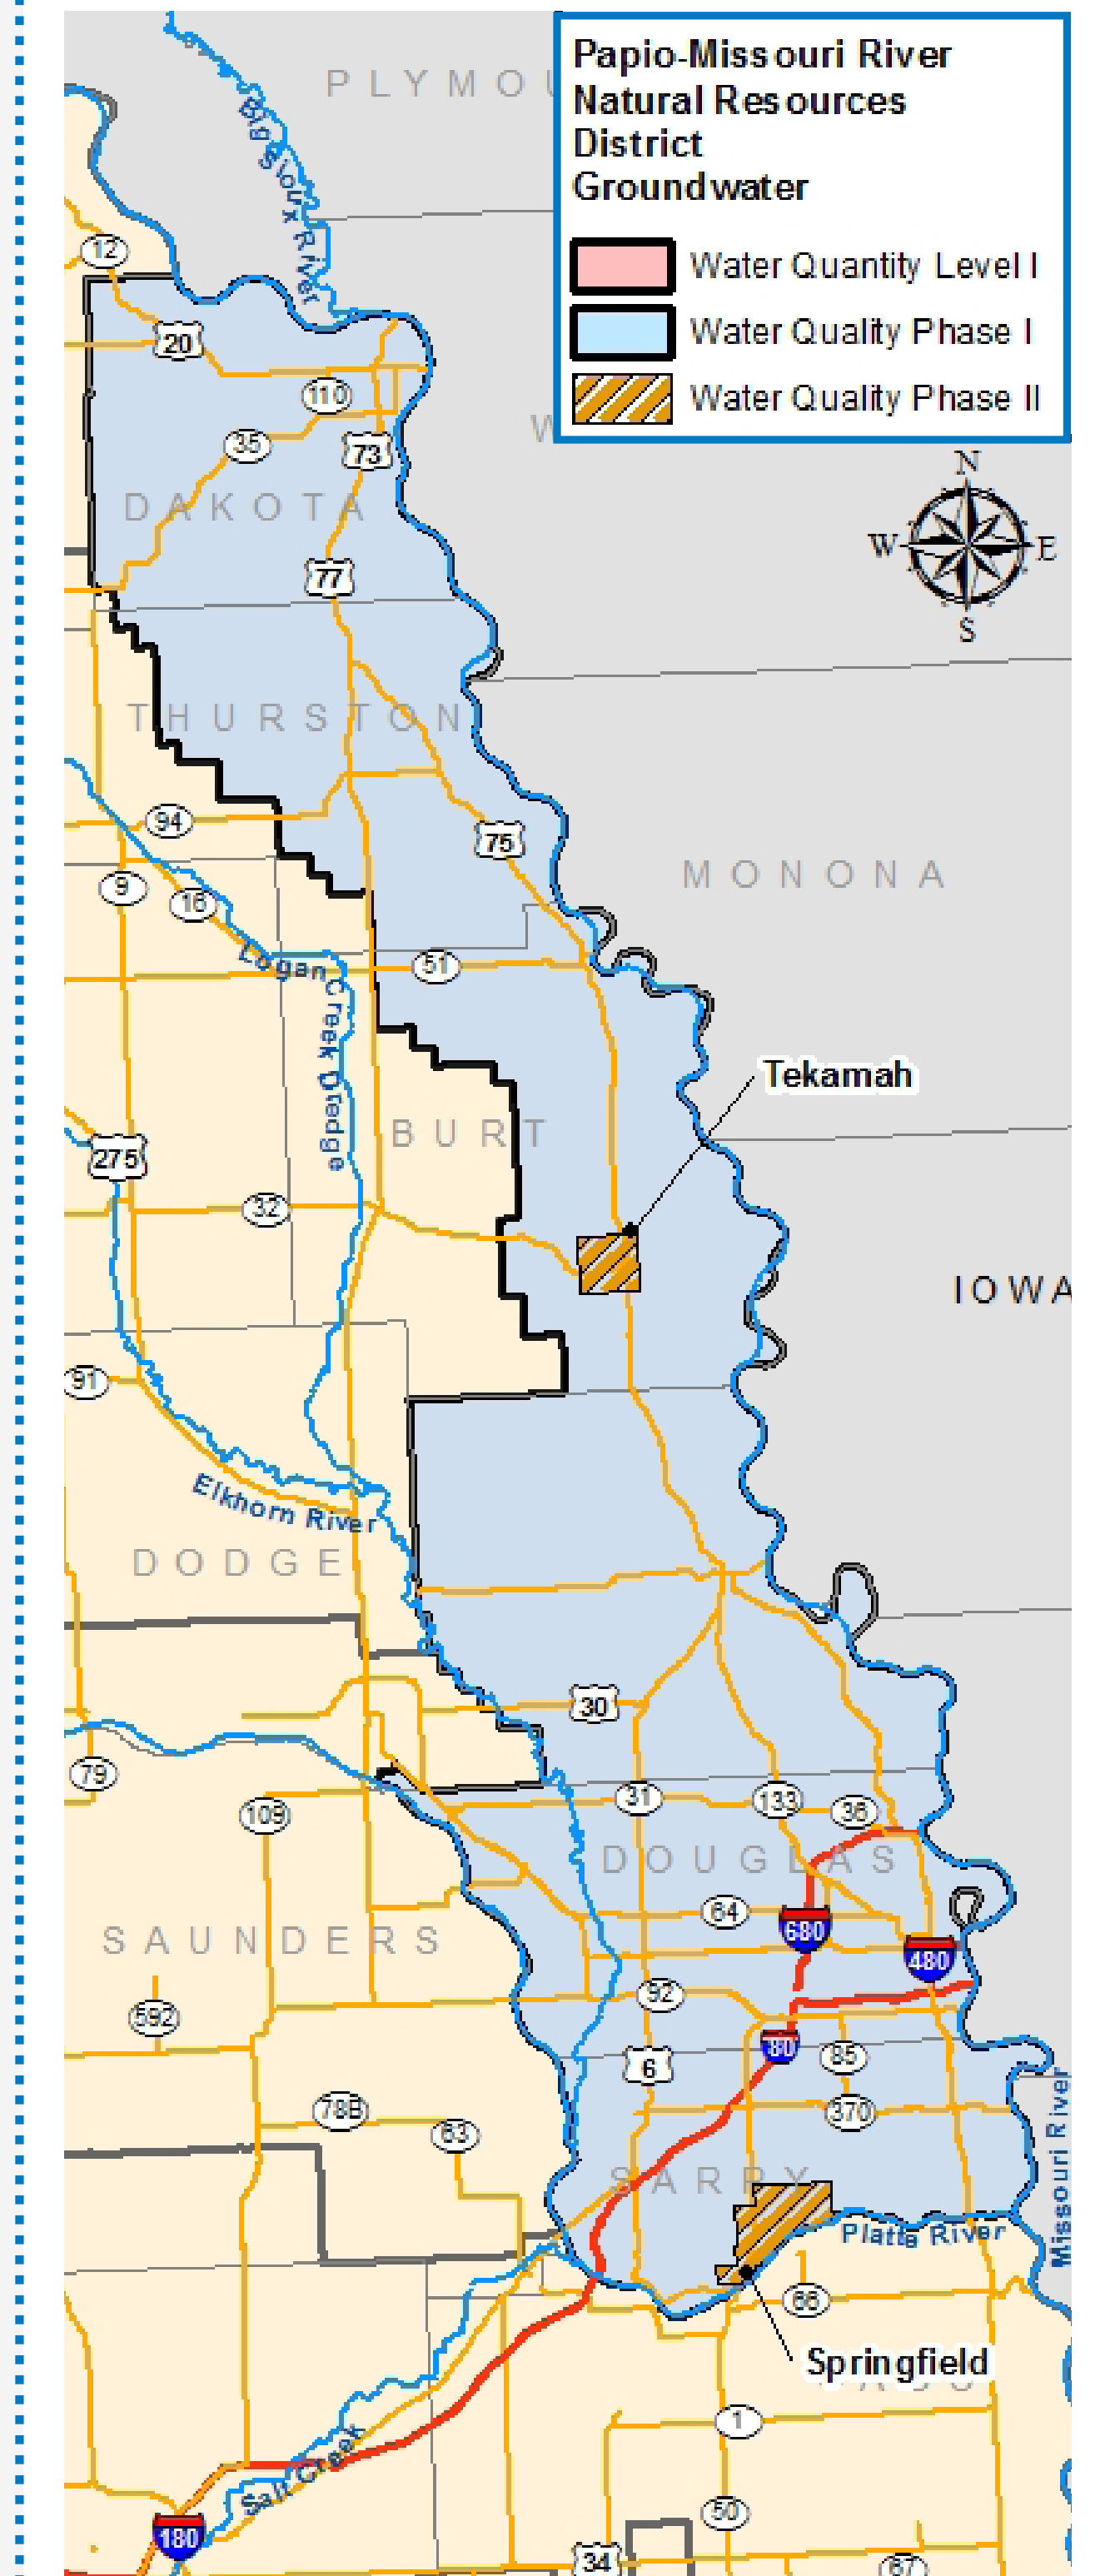 Papio-Missouri River
Natural Resources
District
Groundwater
Water Quantity Level I
Water Quality Phase I
Water Quality Phase II
PLYMOU
Big Sioux River
12
20
110
35
73
W
N
W
E
S
DAKOTA
77
THURSTON
94
75
9
16
MONONA
Logan Creek Dredge
51
Tekamah
BURT
275
32
IOWA
91
Elkhorn River
DODGE
30
79
109
31
133
36
DOUGLAS
64
680
480
SAUNDERS
592
92
80
6
85
78B
63
370
Missouri River
SARPY
Platte River
66
Springfield
1
Salt Creek
50
180
34
67